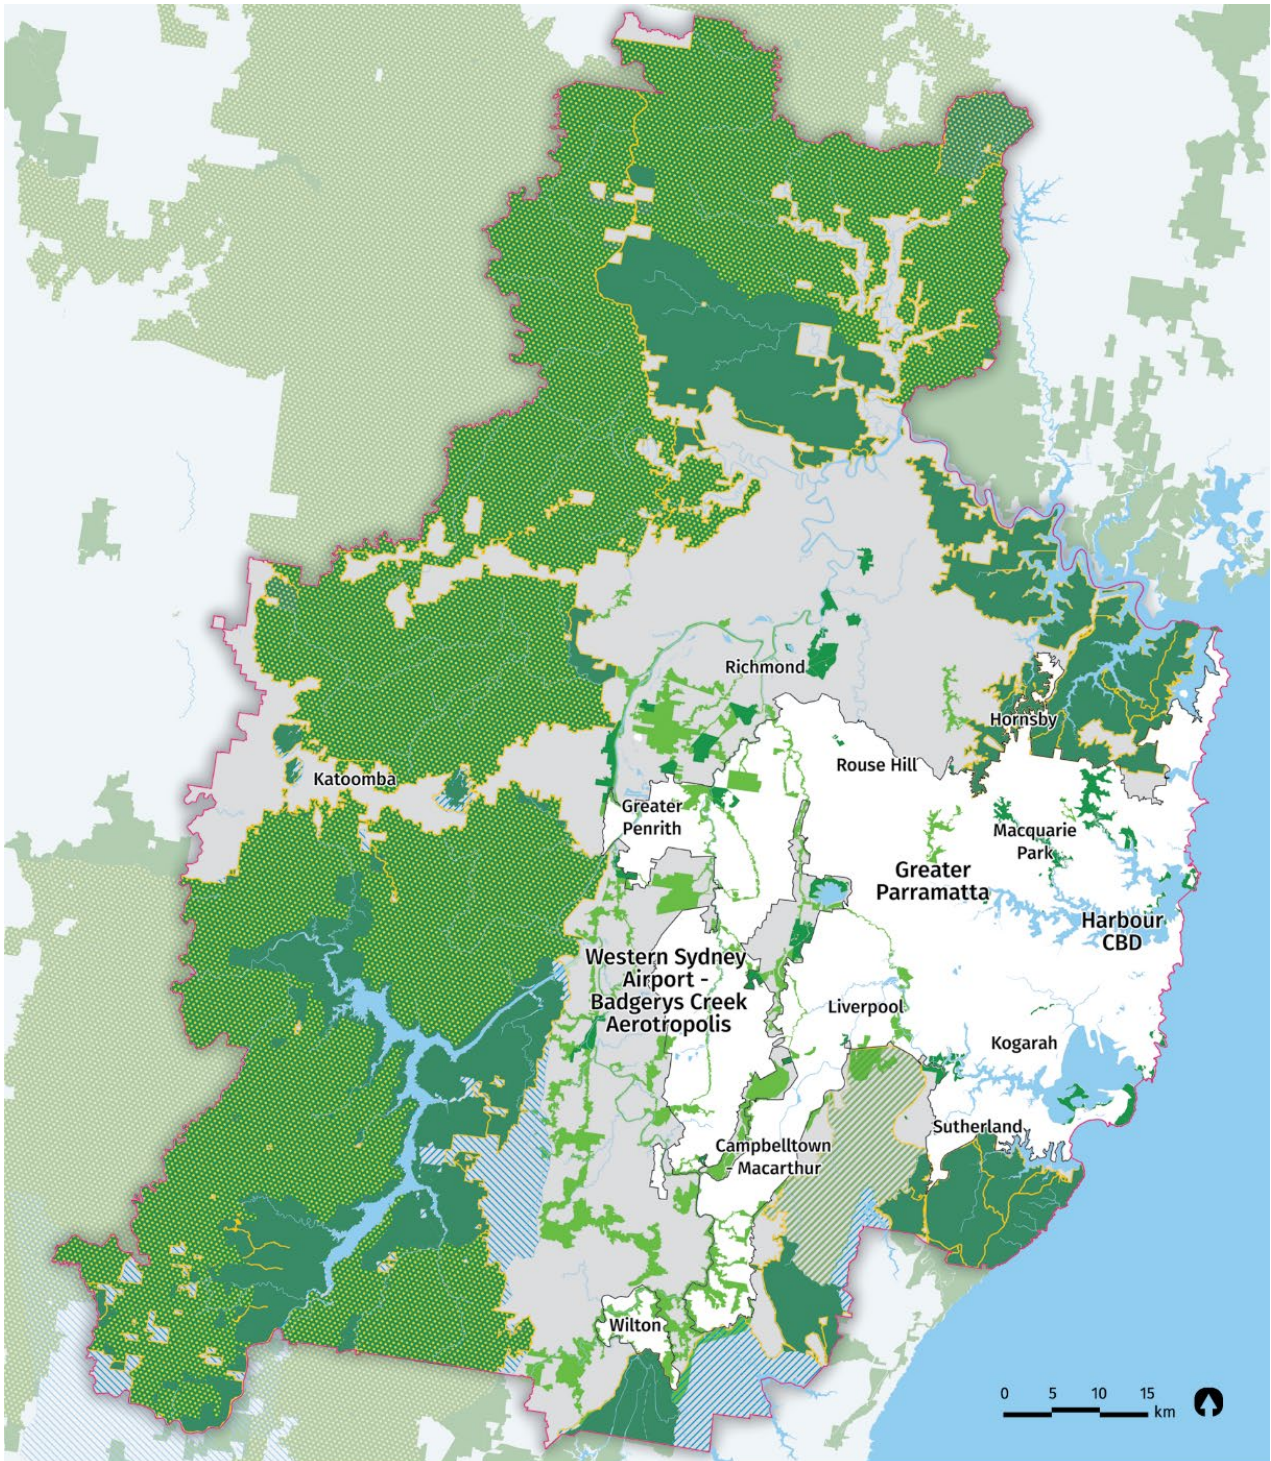 Richmond
Hornsby
Rouse Hill
Katoomba
Greater
Penrith
Macquarie
Park
Greater
Parramatta
Harbour
CBD
Western Sydney
Airport -
Badgerys Creek
Aerotropolis
Liverpool
Kogarah
Sutherland
Campbelltown
- Macarthur
Wilton
0 5 10 15
km